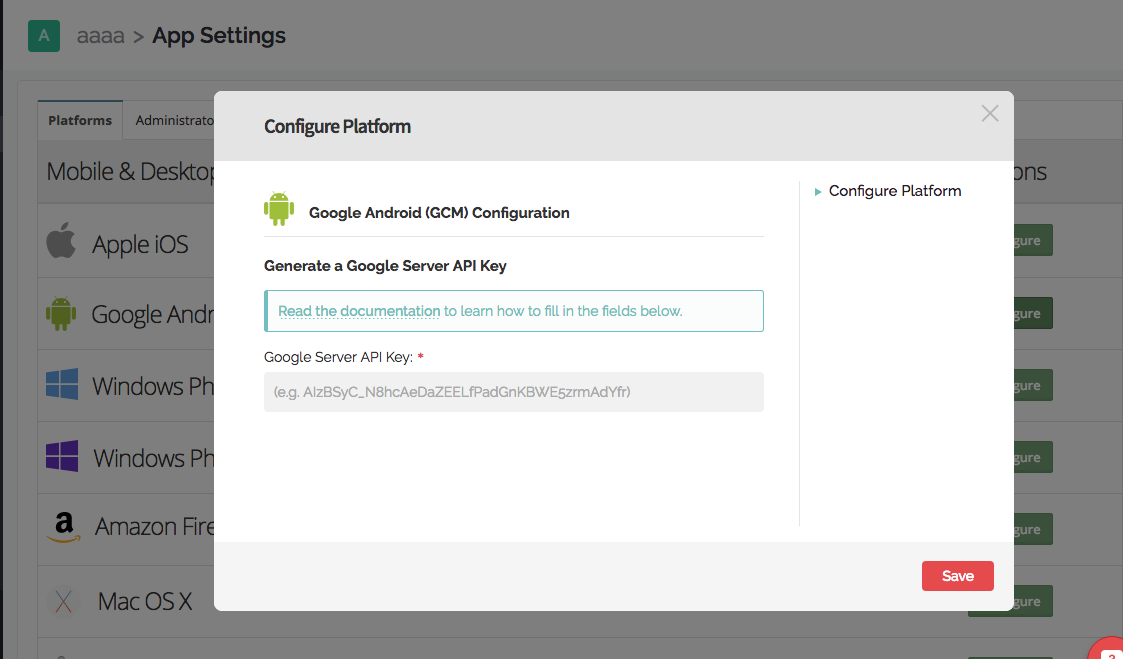 A aaaa > App Settings
Platforms Administrato
Configure Platform
Mobile & Desktop ons
Configure Platform
Google Android (GCM) Configuration
Apple iOS gure
Generate a Google Server API Key
Google Andr gure
Read the documentation to learn how to fill in the fields below.
Google Server API Key: *
Windows Ph gure
(e.g. AIzBSyC_N8hcAeDaZEELfPadGnKBWE5zrmAdYfr)
Windows Ph gure
a Amazon Fire gure
Save
X Mac OS X gure
?